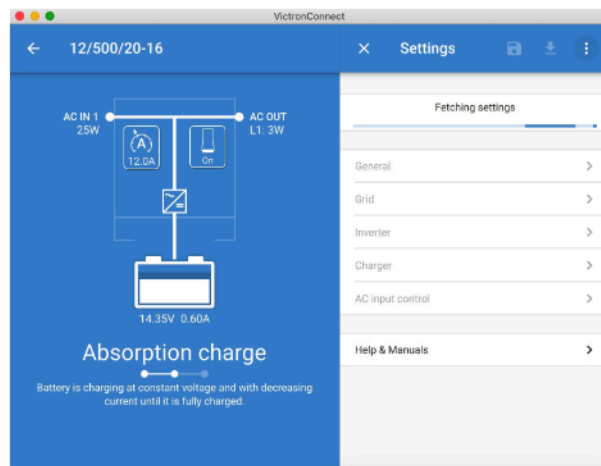 VictronConnect
12/500/20-16
AC IN 1
25W
A
12.0A
On
AC OUT
L1: 3W
14.35V 0.60A
Absorption charge
Battery is charging at constant voltage and with decreasing
current until it is fully charged.
Settings
Fetching settings
General
Grid
Inverter
Charger
AC input control
Help & Manuals